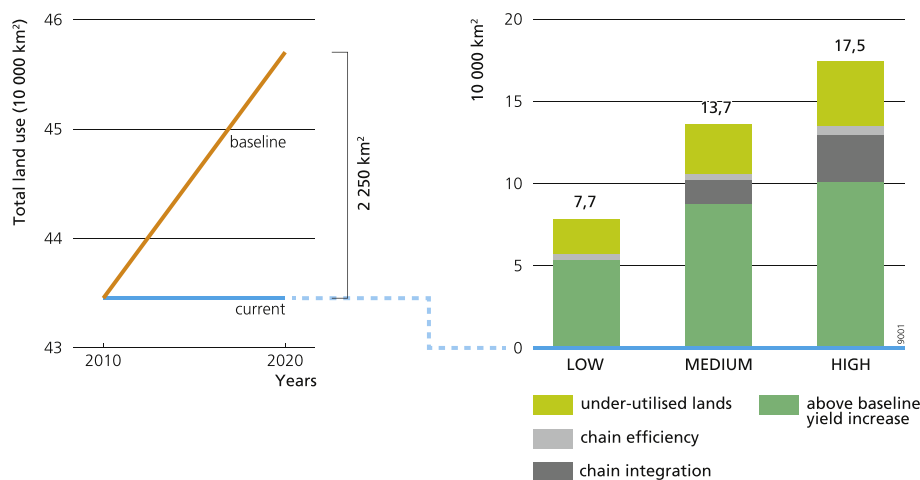 Total land use (10 000 km²)
46
45
44
43
baseline
current
2 250 km²
2010
2020
Years
10 000 km²
20
15
10
5
0
7,7
13,7
17,5
LOW
MEDIUM
HIGH
9001
under-utilised lands
chain efficiency
chain integration
above baseline
yield increase